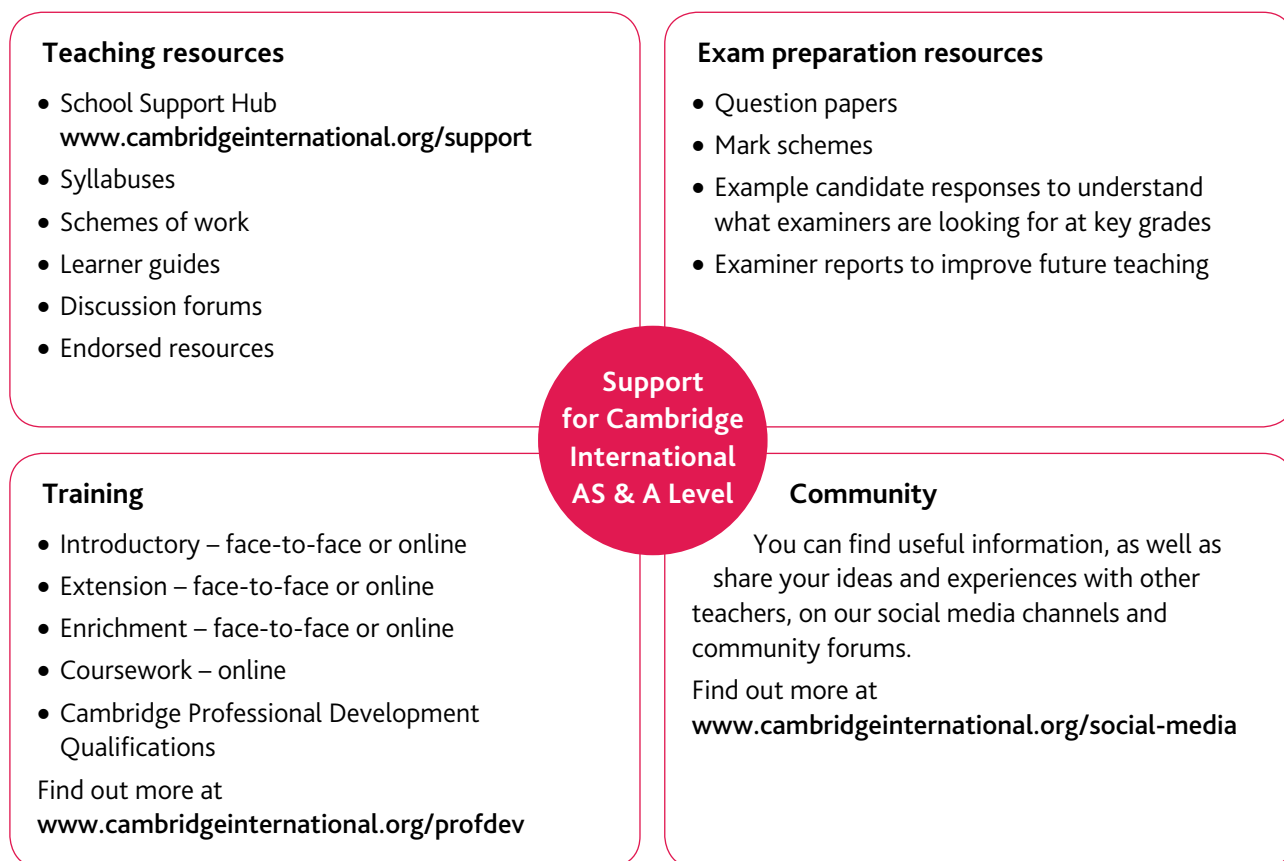 Teaching resources
• School Support Hub
www.cambridgeinternational.org/support
• Syllabuses
• Schemes of work
• Learner guides
• Discussion forums
• Endorsed resources
Exam preparation resources
• Question papers
• Mark schemes
• Example candidate responses to understand
what examiners are looking for at key grades
• Examiner reports to improve future teaching
Support
for Cambridge
International
AS & A Level
Training
• Introductory – face-to-face or online
• Extension – face-to-face or online
• Enrichment – face-to-face or online
• Coursework – online
• Cambridge Professional Development
Qualifications
Find out more at
www.cambridgeinternational.org/profdev
Community
You can find useful information, as well as
share your ideas and experiences with other
teachers, on our social media channels and
community forums.
Find out more at
www.cambridgeinternational.org/social-media